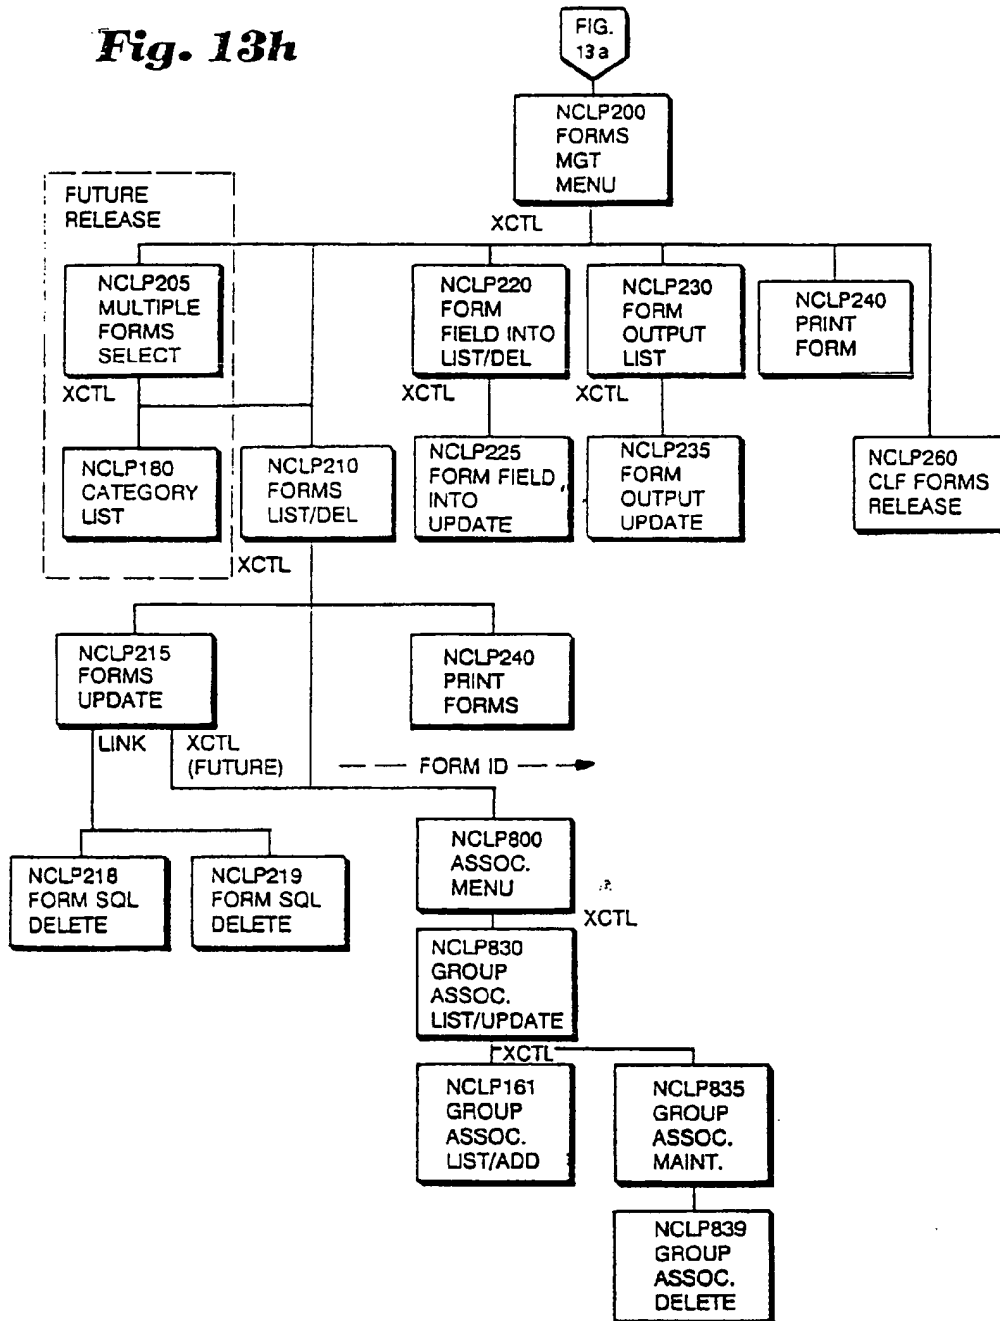 Fig. 13h
FIG.
13a
NCLP200
FORMS
MGT
MENU
XCTL
FUTURE
RELEASE
NCLP205
MULTIPLE
FORMS
SELECT
NCLP220
FORM
FIELD INTO
LIST/DEL
NCLP230
FORM
OUTPUT
LIST
NCLP240
PRINT
FORM
XCTL
XCTL
XCTL
NCLP180
CATEGORY
LIST
NCLP210
FORMS
LIST/DEL
NCLP225
FORM FIELD
INTO
UPDATE
NCLP235
FORM
OUTPUT
UPDATE
NCLP260
CLF FORMS
RELEASE
XCTL
NCLP215
FORMS
UPDATE
NCLP240
PRINT
FORMS
LINK
XCTL
(FUTURE)
FORM ID
NCLP800
ASSOC.
MENU
NCLP218
FORM SQL
DELETE
NCLP219
FORM SQL
DELETE
XCTL
NCLP830
GROUP
ASSOC.
LIST/UPDATE
XCTL
NCLP161
GROUP
ASSOC.
LIST/ADD
NCLP835
GROUP
ASSOC.
MAINT.
NCLP839
GROUP
ASSOC.
DELETE